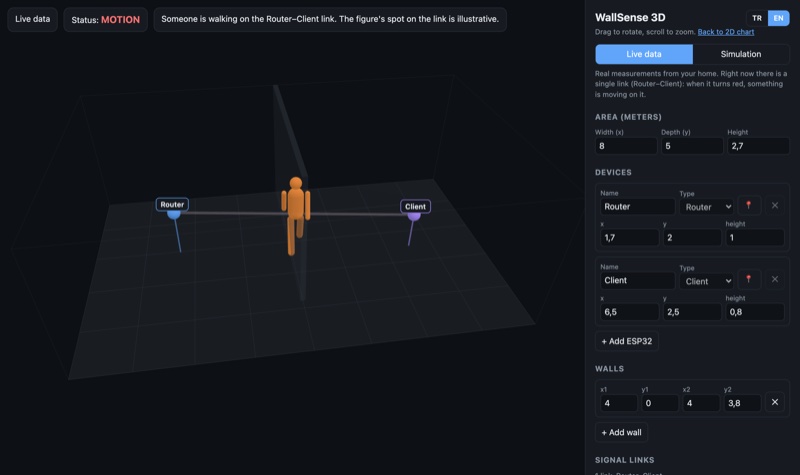 Live data
Status: MOTION
Someone is walking on the Router–Client link. The figure's spot on the link is illustrative.
Router
Client
WallSense 3D
TR
EN
Drag to rotate, scroll to zoom. Back to 2D chart
Live data
Simulation
Real measurements from your home. Right now there is a
single link (Router–Client): when it turns red, something
is moving on it.
AREA (METERS)
Width (x)
Depth (y)
Height
8
5
2,7
DEVICES
Name
Type
Router
Router
x
y
height
1,7
2
1
Name
Type
Client
Client
x
y
height
6,5
2,5
0,8
+ Add ESP32
WALLS
x1
y1
x2
y2
4
0
4
3,8
+ Add wall
SIGNAL LINKS